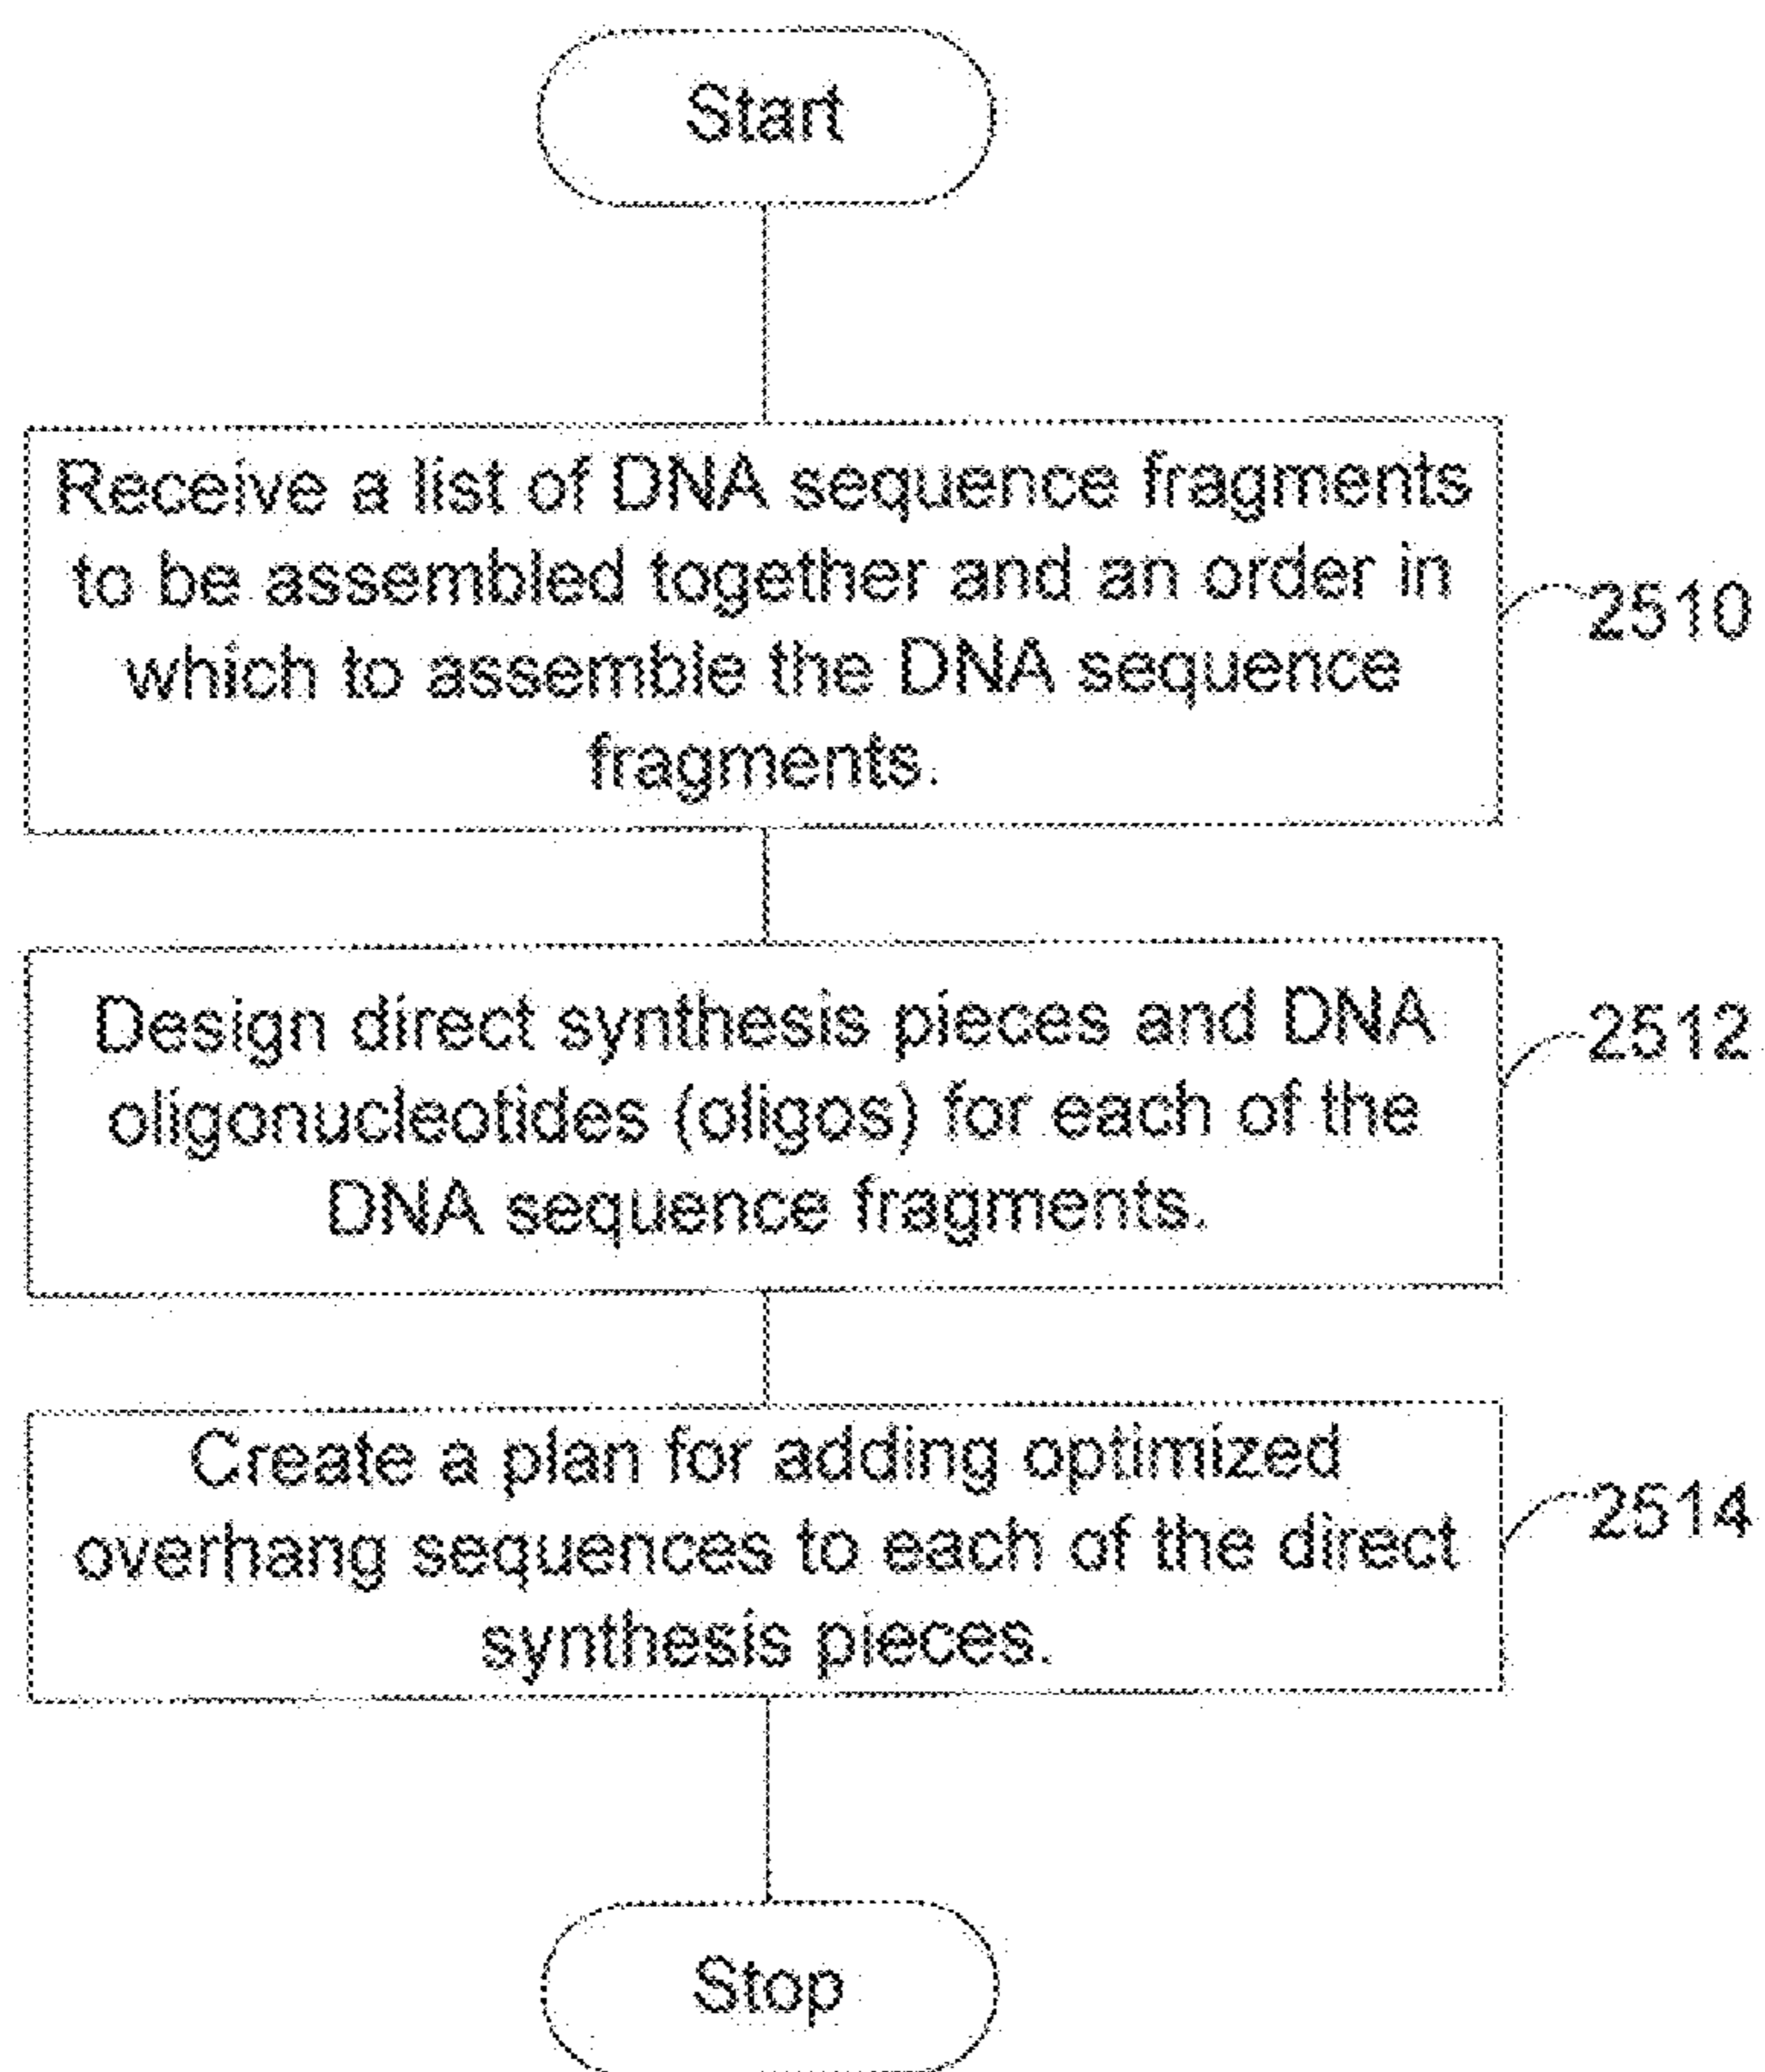 Start
Receive a list of DNA sequence fragments
to be assembled together and an order in
which to assemble the DNA sequence
fragments.
2510
Design direct synthesis pieces and DNA
oligonucleotides (oligos) for each of the
DNA sequence fragments.
2512
Create a plan for adding optimized
overhang sequences to each of the direct
synthesis pieces.
2514
Stop